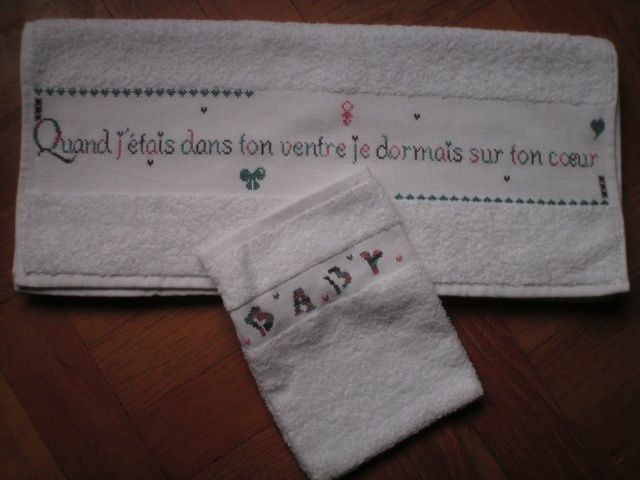 Quand j'étais dans ton ventre je dormais sur ton cœur
BABY